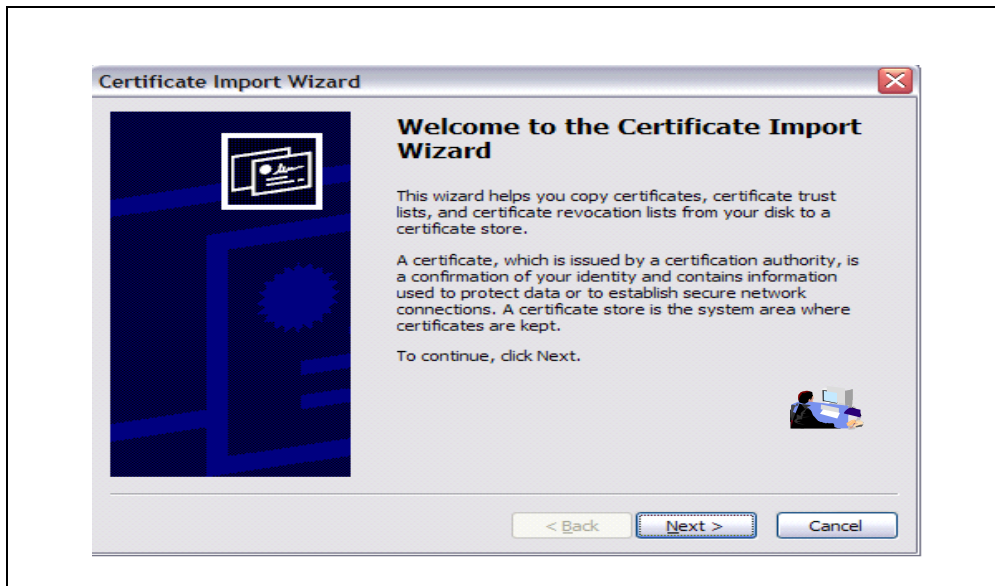 Certificate Import Wizard
Welcome to the Certificate Import
Wizard
This wizard helps you copy certificates, certificate trust
lists, and certificate revocation lists from your disk to a
certificate store.
A certificate, which is issued by a certification authority, is
a confirmation of your identity and contains information
used to protect data or to establish secure network
connections. A certificate store is the system area where
certificates are kept.
To continue, click Next.
< Back
Next >
Cancel